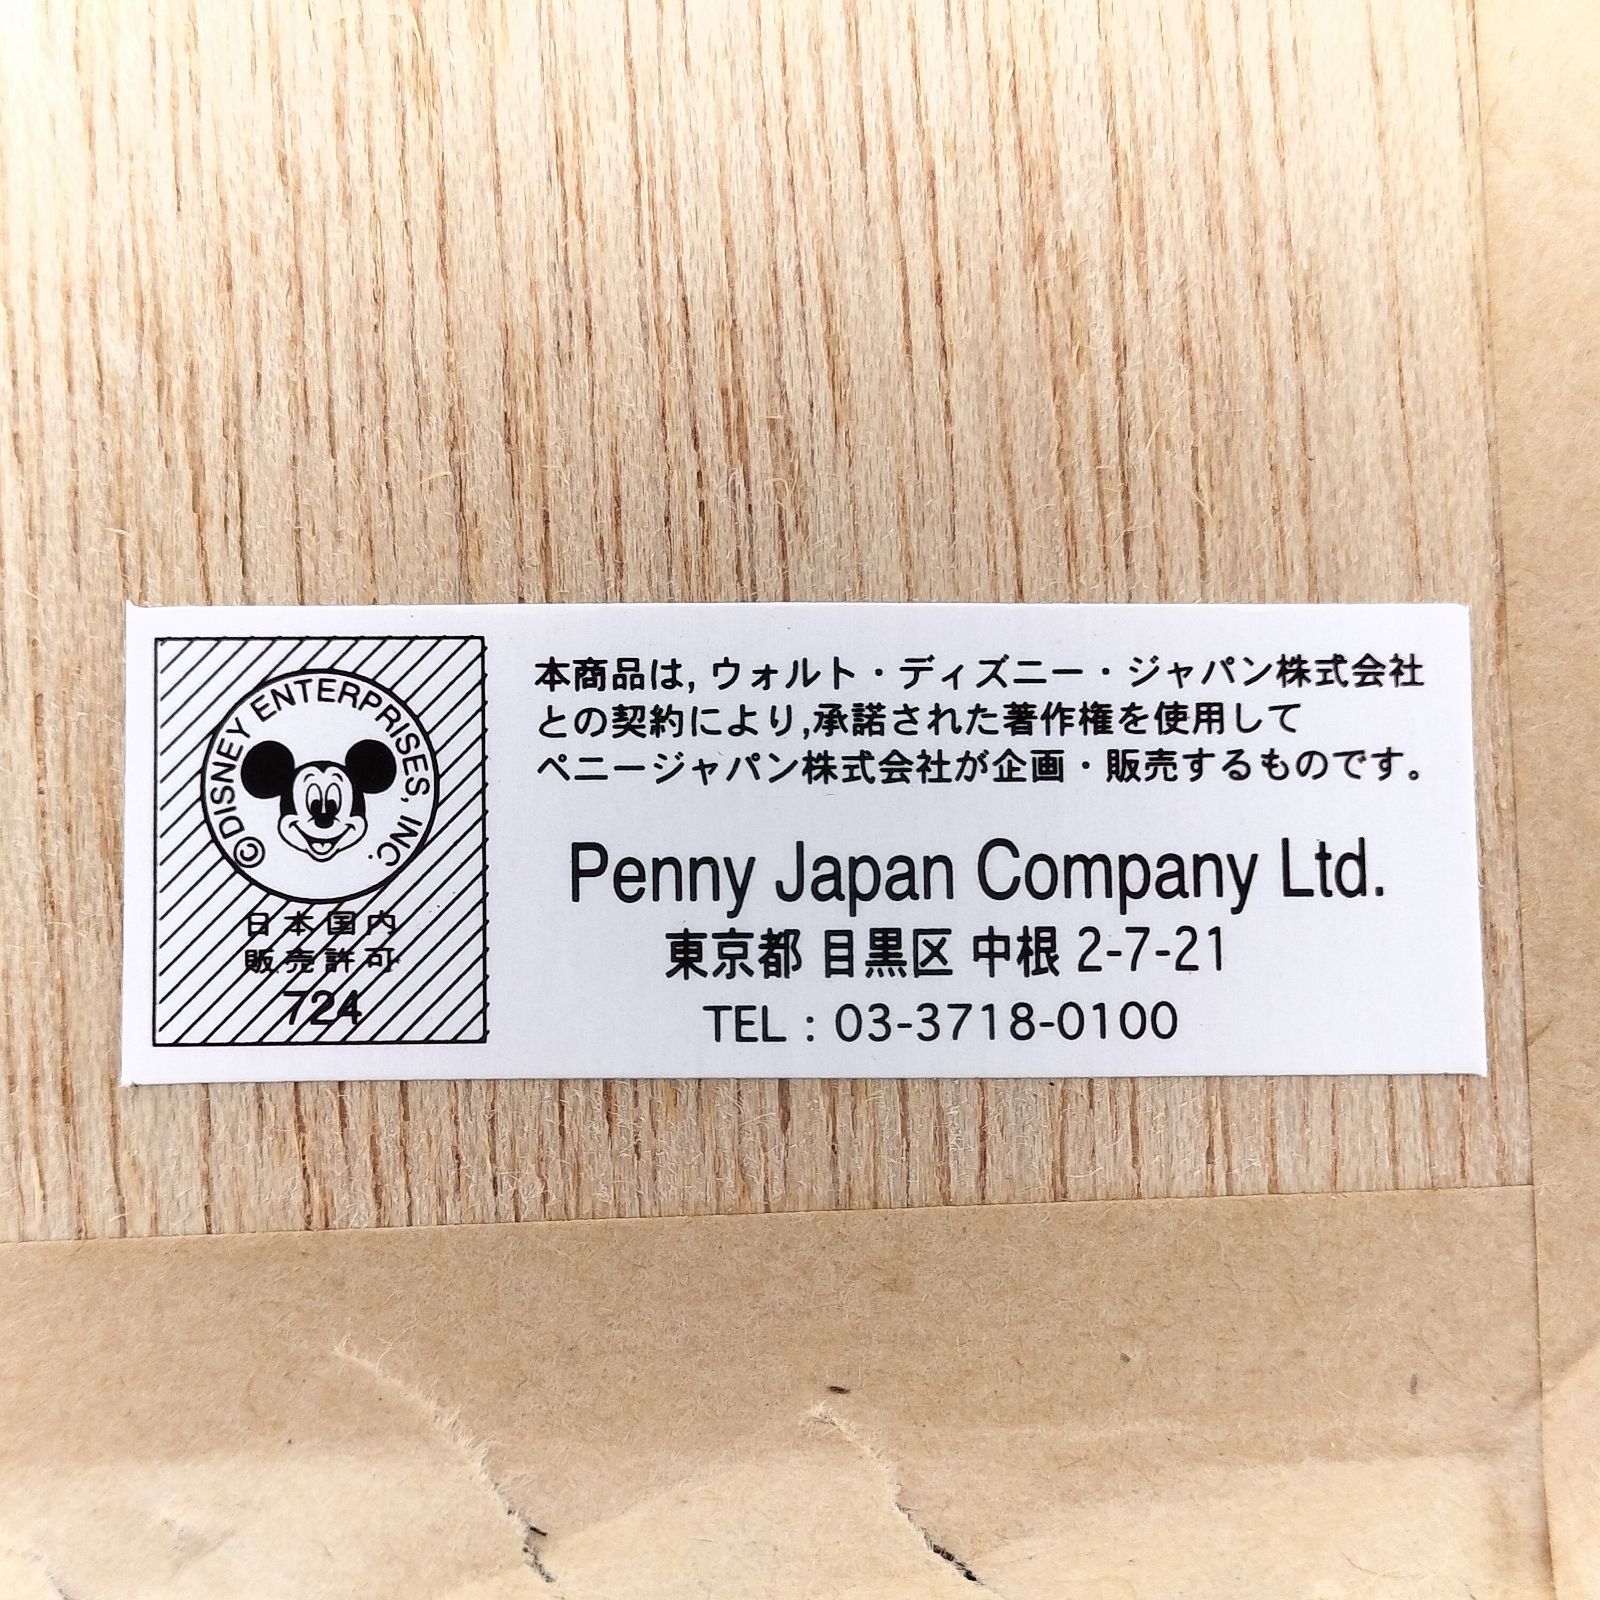 ©DISNEY ENTERPRISES, INC.
日本国内
販売許可
724
本商品は,ウォルト・ディズニー・ジャパン株式会社
との契約により,承諾された著作権を使用して
ペニージャパン株式会社が企画・販売するものです。
Penny Japan Company Ltd.
東京都 目黒区 中根 2-7-21
TEL : 03-3718-0100